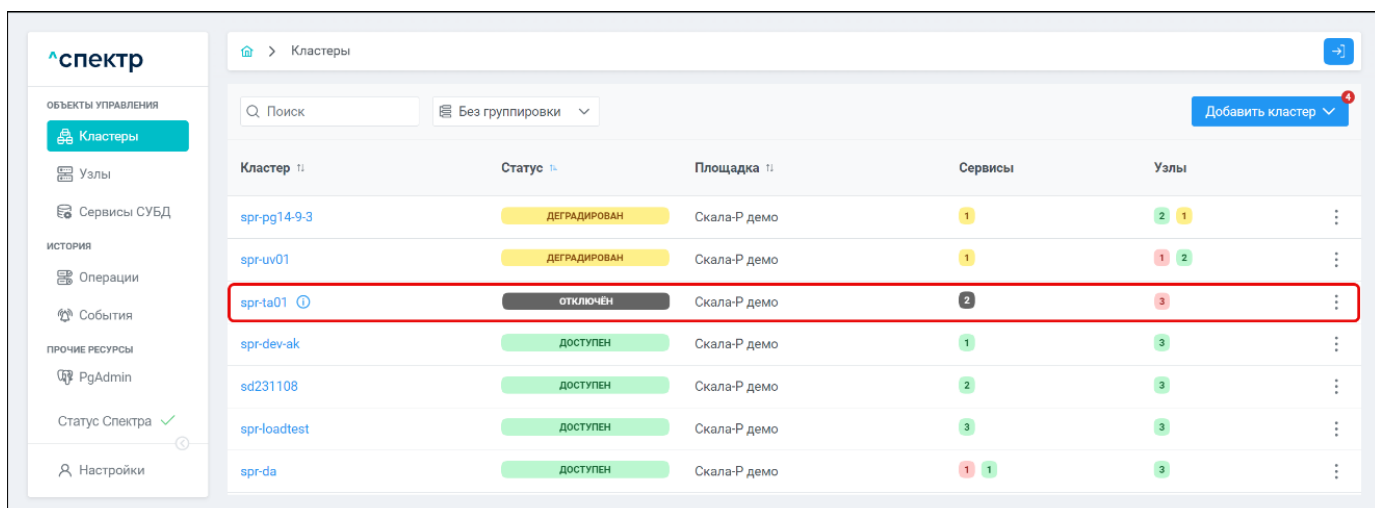 ^спектр
ОБЪЕКТЫ УПРАВЛЕНИЯ
Кластеры
Узлы
Сервисы СУБД
ИСТОРИЯ
Операции
События
ПРОЧИЕ РЕСУРСЫ
PgAdmin
Статус Спектра
Настройки
> Кластеры
Поиск
Без группировки
Добавить кластер
4
Кластер Статус Площадка Сервисы Узлы
spr-pg14-9-3 ДЕГРАДИРОВАН Скала-Р демо 1 2 1
spr-uv01 ДЕГРАДИРОВАН Скала-Р демо 1 1 2
spr-ta01 ОТКЛЮЧЁН Скала-Р демо 2 3
spr-dev-ak ДОСТУПЕН Скала-Р демо 1 3
sd231108 ДОСТУПЕН Скала-Р демо 2 3
spr-loadtest ДОСТУПЕН Скала-Р демо 3 3
spr-da ДОСТУПЕН Скала-Р демо 1 1 3